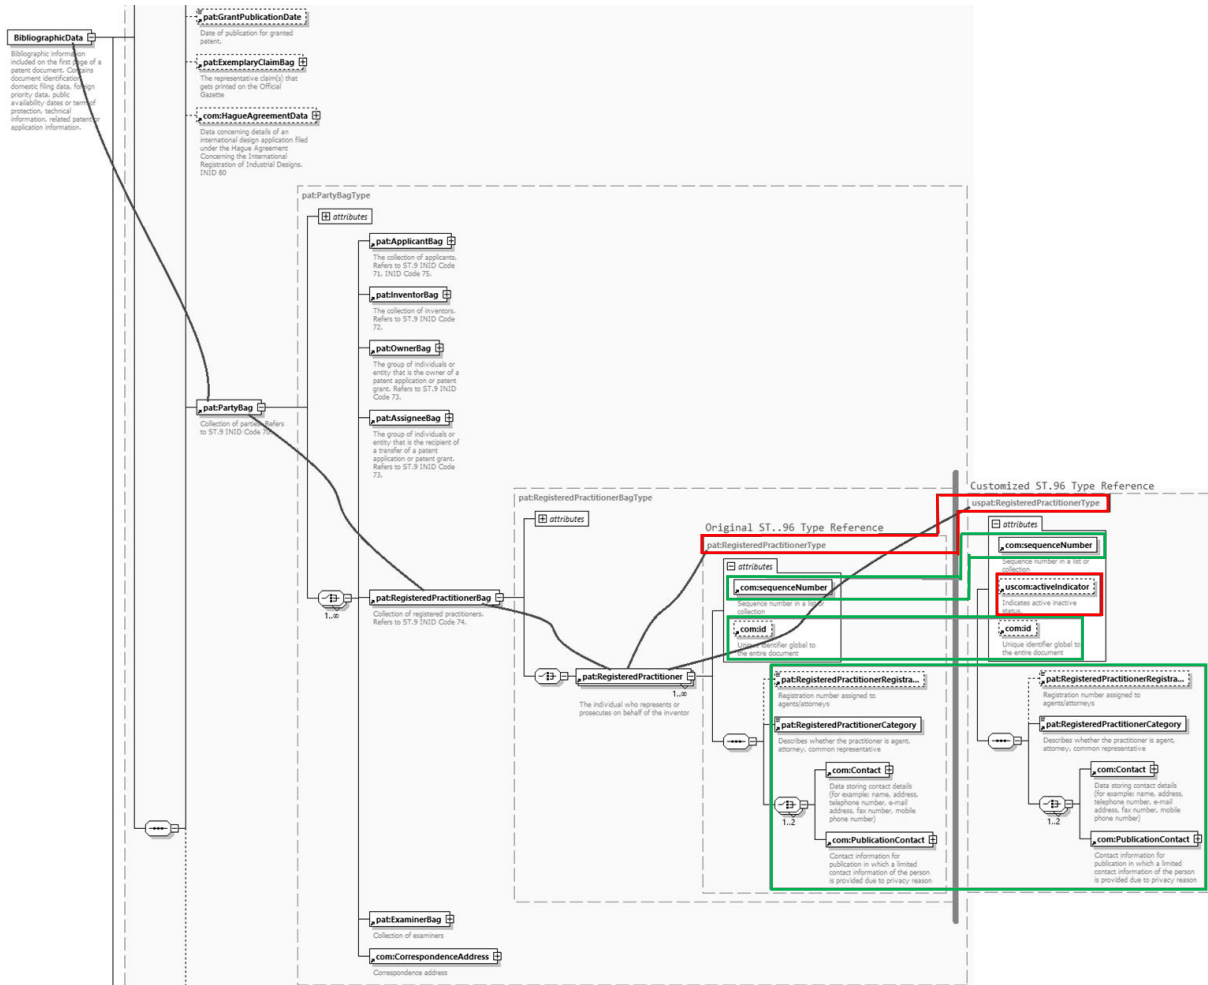 pat:GrantPublicationDate
Date of publication for granted
patent.
BibliographicData
Bibliographic information
included on the first page of a
patent document. Contains
document identification,
domestic filing data, foreign
priority data, public
availability dates or term of
protection, technical
information, related patent or
application information.
pat:ExemplaryClaimBag
The representative claim(s) that
gets printed on the Official
Gazette
com:HagueAgreementData
Data concerning details of an
international design application filed
under the Hague Agreement
Concerning the International
Registration of Industrial Designs.
INID 80
pat:PartyBagType
attributes
pat:ApplicantBag
The collection of applicants.
Refers to ST.9 INID Code
71, INID Code 75.
pat:InventorBag
The collection of inventors.
Refers to ST.9 INID Code
72.
pat:OwnerBag
The group of individuals or
entity that is the owner of a
patent application or patent
grant. Refers to ST.9 INID
Code 73.
pat:PartyBag
Collection of parties. Refers
to ST.9 INID Code 70.
pat:AssigneeBag
The group of individuals or
entity that is the recipient of
a transfer of a patent
application or patent grant.
Refers to ST.9 INID Code
73.
pat:RegisteredPractitionerBagType
attributes
Original ST..96 Type Reference
pat:RegisteredPractitionerType
attributes
com:sequenceNumber
Sequence number in a list or
collection
com:id
Unique identifier global to
the entire document
1..∞
pat:RegisteredPractitionerBag
Collection of registered practitioners.
Refers to ST.9 INID Code 74.
pat:RegisteredPractitioner
1..∞
The individual who represents or
prosecutes on behalf of the inventor
pat:RegisteredPractitionerRegistra...
Registration number assigned to
agents/attorneys
pat:RegisteredPractitionerCategory
Describes whether the practitioner is agent,
attorney, common representative
com:Contact
Data storing contact details
(for example: name, address,
telephone number, e-mail
address, fax number, mobile
phone number)
1..2
com:PublicationContact
Contact information for
publication in which a limited
contact information of the person
is provided due to privacy reason
Customized ST.96 Type Reference
uspat:RegisteredPractitionerType
attributes
com:sequenceNumber
Sequence number in a list or
collection
uscom:activeIndicator
Indicates active inactive
status.
com:id
Unique identifier global to
the entire document
pat:RegisteredPractitionerRegistra...
Registration number assigned to
agents/attorneys
pat:RegisteredPractitionerCategory
Describes whether the practitioner is agent,
attorney, common representative
com:Contact
Data storing contact details
(for example: name, address,
telephone number, e-mail
address, fax number, mobile
phone number)
1..2
com:PublicationContact
Contact information for
publication in which a limited
contact information of the person
is provided due to privacy reason
pat:ExaminerBag
Collection of examiners
com:CorrespondenceAddress
Correspondence address